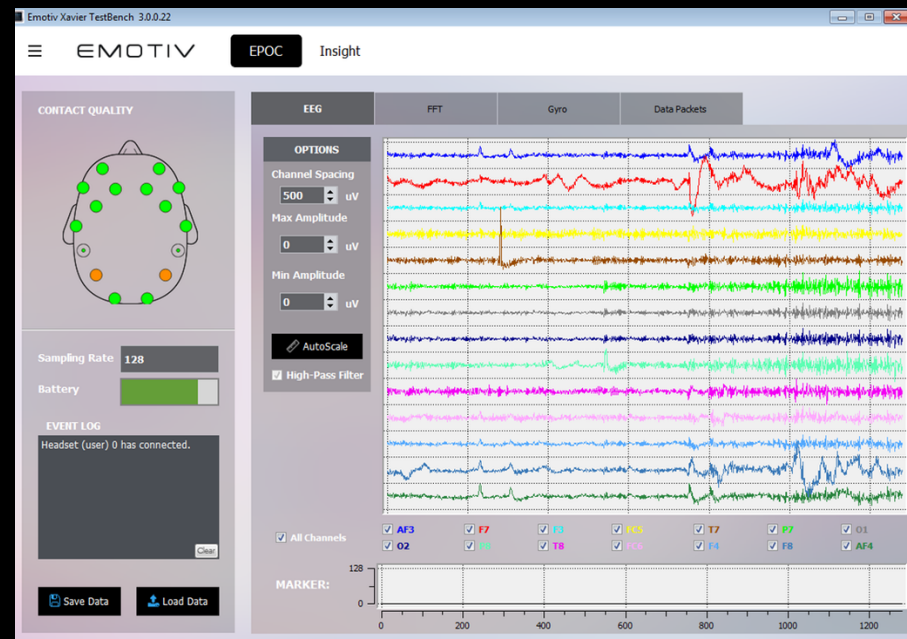 Emotiv Xavier TestBench 3.0.0.22
EMOTIV
EPOC
Insight
CONTACT QUALITY
EEG
FFT
Gyro
Data Packets
OPTIONS
Channel Spacing
500 uV
Max Amplitude
0 uV
Min Amplitude
0 uV
AutoScale
High-Pass Filter
Sampling Rate 128
Battery
EVENT LOG
Headset (user) 0 has connected.
Clear
Save Data
Load Data
All Channels
AF3 F7 F3 FC5 T7 P7 O1
O2 P8 T8 FC6 F4 F8 AF4
MARKER:
128
0
0 200 400 600 800 1000 1200